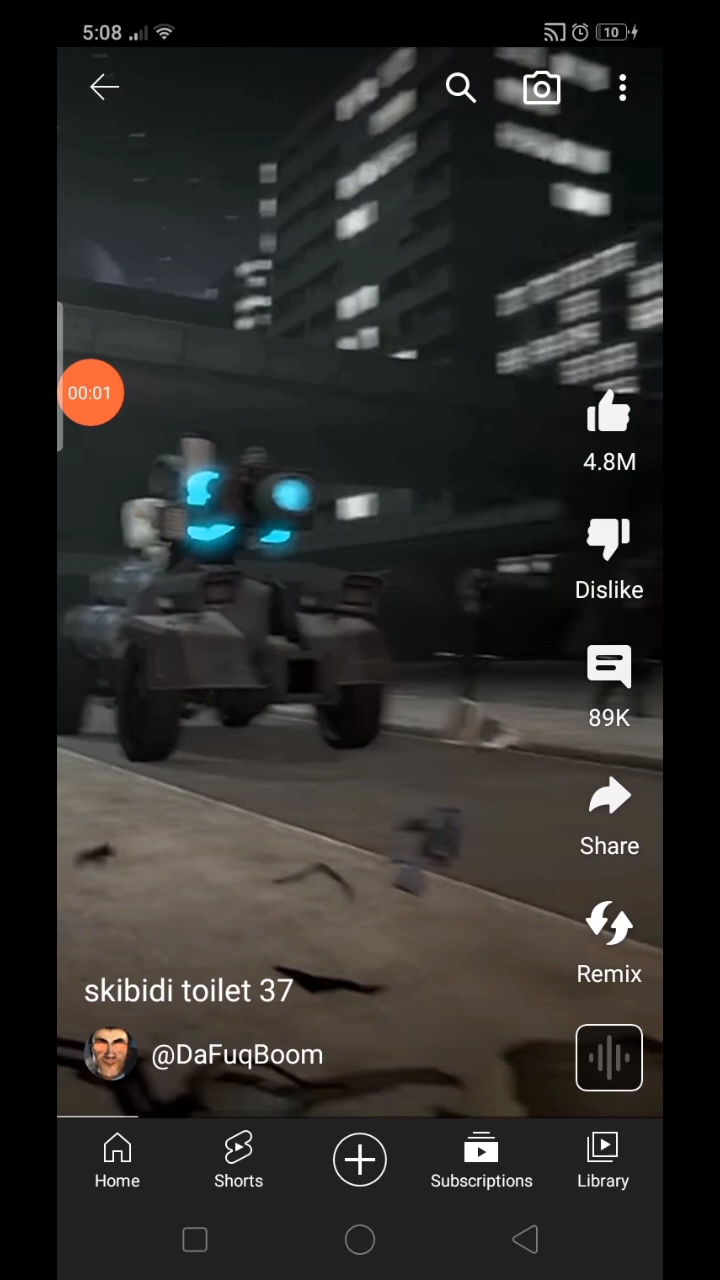 5:08
10
00:01
4.8M
Dislike
89K
Share
Remix
skibidi toilet 37
@DaFuqBoom
Home
Shorts
Subscriptions
Library